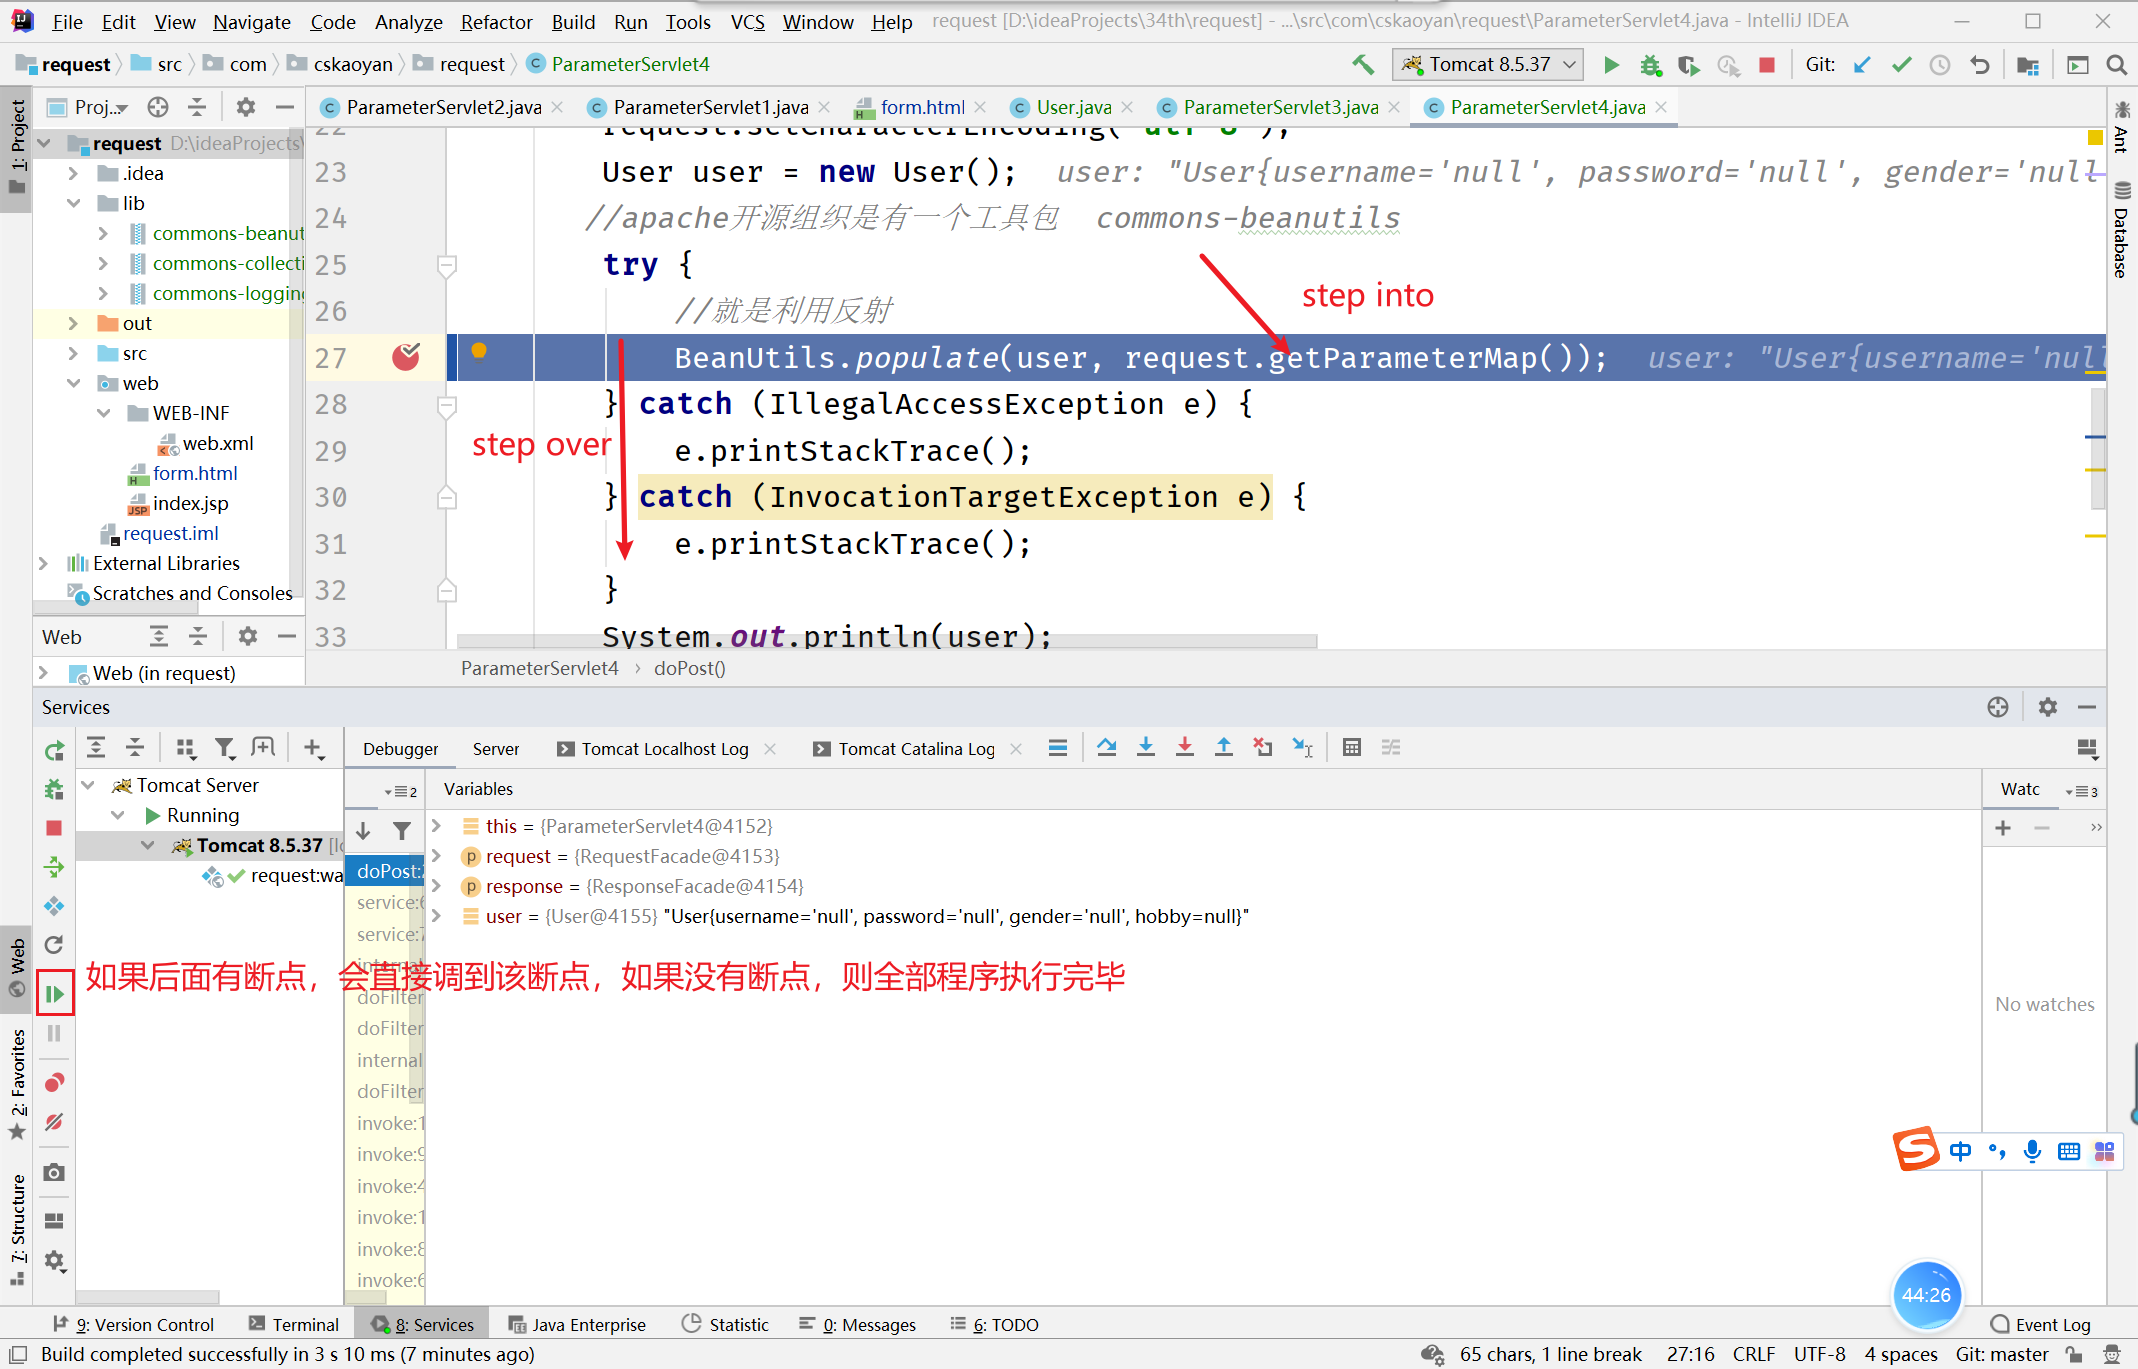 File Edit View Navigate Code Analyze Refactor Build Run Tools VCS Window Help request [D:\ideaProjects\34th\request] - ...\src\com\cskaoyan\request\ParameterServlet4.java - IntelliJ IDEA
request src com cskaoyan request ParameterServlet4 Tomcat 8.5.37 Git:
1: Project
Proj...
ParameterServlet2.java ParameterServlet1.java form.html User.java ParameterServlet3.java ParameterServlet4.java
Ant
Database
request D:\ideaProjects\
.idea
lib
commons-beanut
commons-collecti
commons-logging
out
src
web
WEB-INF
web.xml
form.html
index.jsp
request.iml
External Libraries
Scratches and Consoles
Web
Web (in request)
22 request.setCharacterEncoding("utf-8");
23 User user = new User(); user: "User{username='null', password='null', gender='null
24 //apache开源组织是有一个工具包 commons-beanutils
25 try {
26 //就是利用反射
step into
27 BeanUtils.populate(user, request.getParameterMap()); user: "User{username='null
28 } catch (IllegalAccessException e) {
step over
29 e.printStackTrace();
30 } catch (InvocationTargetException e) {
31 e.printStackTrace();
32 }
33 System.out.println(user);
ParameterServlet4 › doPost()
Services
Debugger Server Tomcat Localhost Log Tomcat Catalina Log
Tomcat Server
Running
Tomcat 8.5.37 [lo
request:wa
2
Variables
doPost:2
service:6
service:7
doFilter
doFilter
internal
doFilter
invoke:1
invoke:9
invoke:4
invoke:1
invoke:8
invoke:6
this = {ParameterServlet4@4152}
request = {RequestFacade@4153}
response = {ResponseFacade@4154}
user = {User@4155} "User{username='null', password='null', gender='null', hobby=null}"
如果后面有断点，会直接调到该断点，如果没有断点，则全部程序执行完毕
Watc 3
No watches
Web
2: Favorites
7: Structure
中
44:26
9: Version Control Terminal 8: Services Java Enterprise Statistic 0: Messages 6: TODO Event Log
Build completed successfully in 3 s 10 ms (7 minutes ago) 65 chars, 1 line break 27:16 CRLF UTF-8 4 spaces Git: master